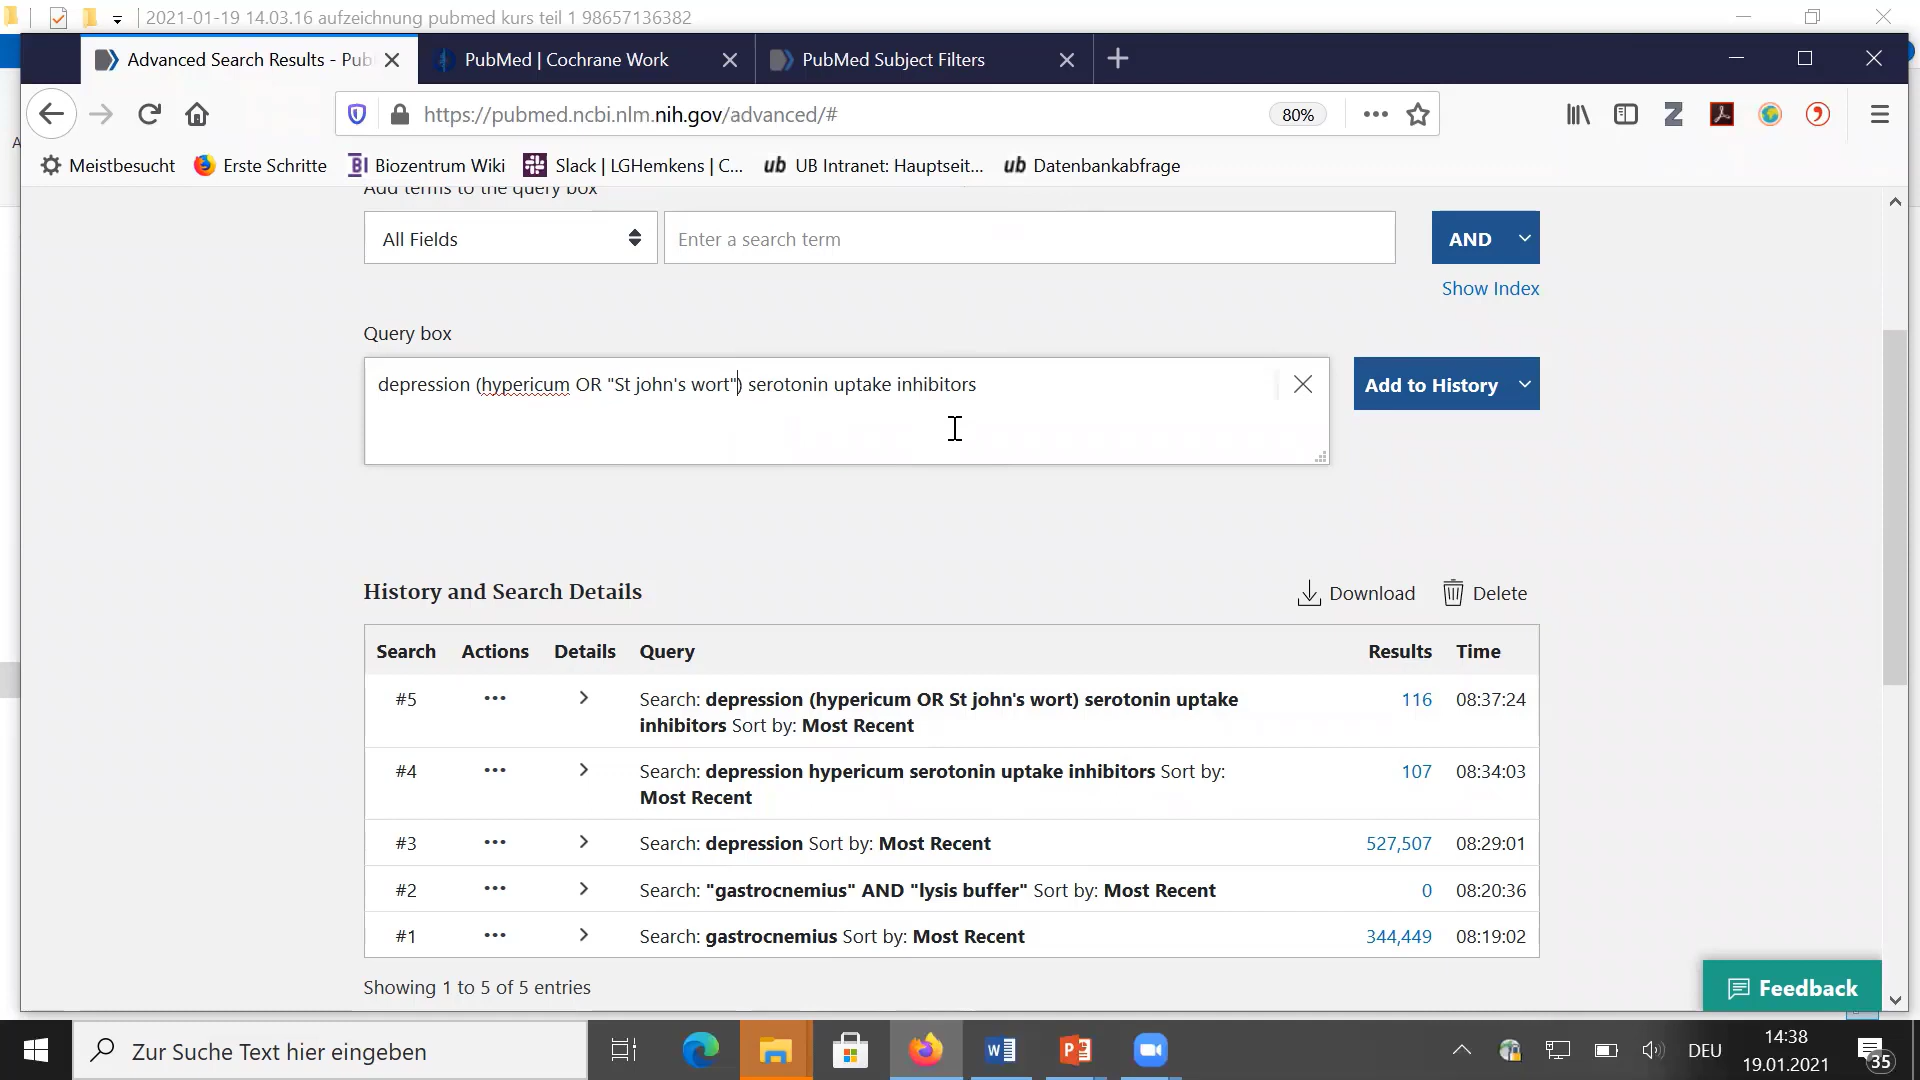 2021-01-19 14.03.16 aufzeichnung pubmed kurs teil 1 98657136382
Advanced Search Results - Pub
PubMed | Cochrane Work
PubMed Subject Filters
https://pubmed.ncbi.nlm.nih.gov/advanced/#
80%
Meistbesucht
Erste Schritte
Biozentrum Wiki
Slack | LGHemkens | C...
UB Intranet: Hauptseit...
Datenbankabfrage
Add terms to the query box
All Fields
Enter a search term
AND
Show Index
Query box
depression (hypericum OR "St john's wort") serotonin uptake inhibitors
Add to History
History and Search Details
Download
Delete
Search Actions Details Query Results Time
#5 Search: depression (hypericum OR St john's wort) serotonin uptake 116 08:37:24
inhibitors Sort by: Most Recent
#4 Search: depression hypericum serotonin uptake inhibitors Sort by: 107 08:34:03
Most Recent
#3 Search: depression Sort by: Most Recent 527,507 08:29:01
#2 Search: "gastrocnemius" AND "lysis buffer" Sort by: Most Recent 0 08:20:36
#1 Search: gastrocnemius Sort by: Most Recent 344,449 08:19:02
Showing 1 to 5 of 5 entries
Feedback
Zur Suche Text hier eingeben
DEU
14:38
19.01.2021
35